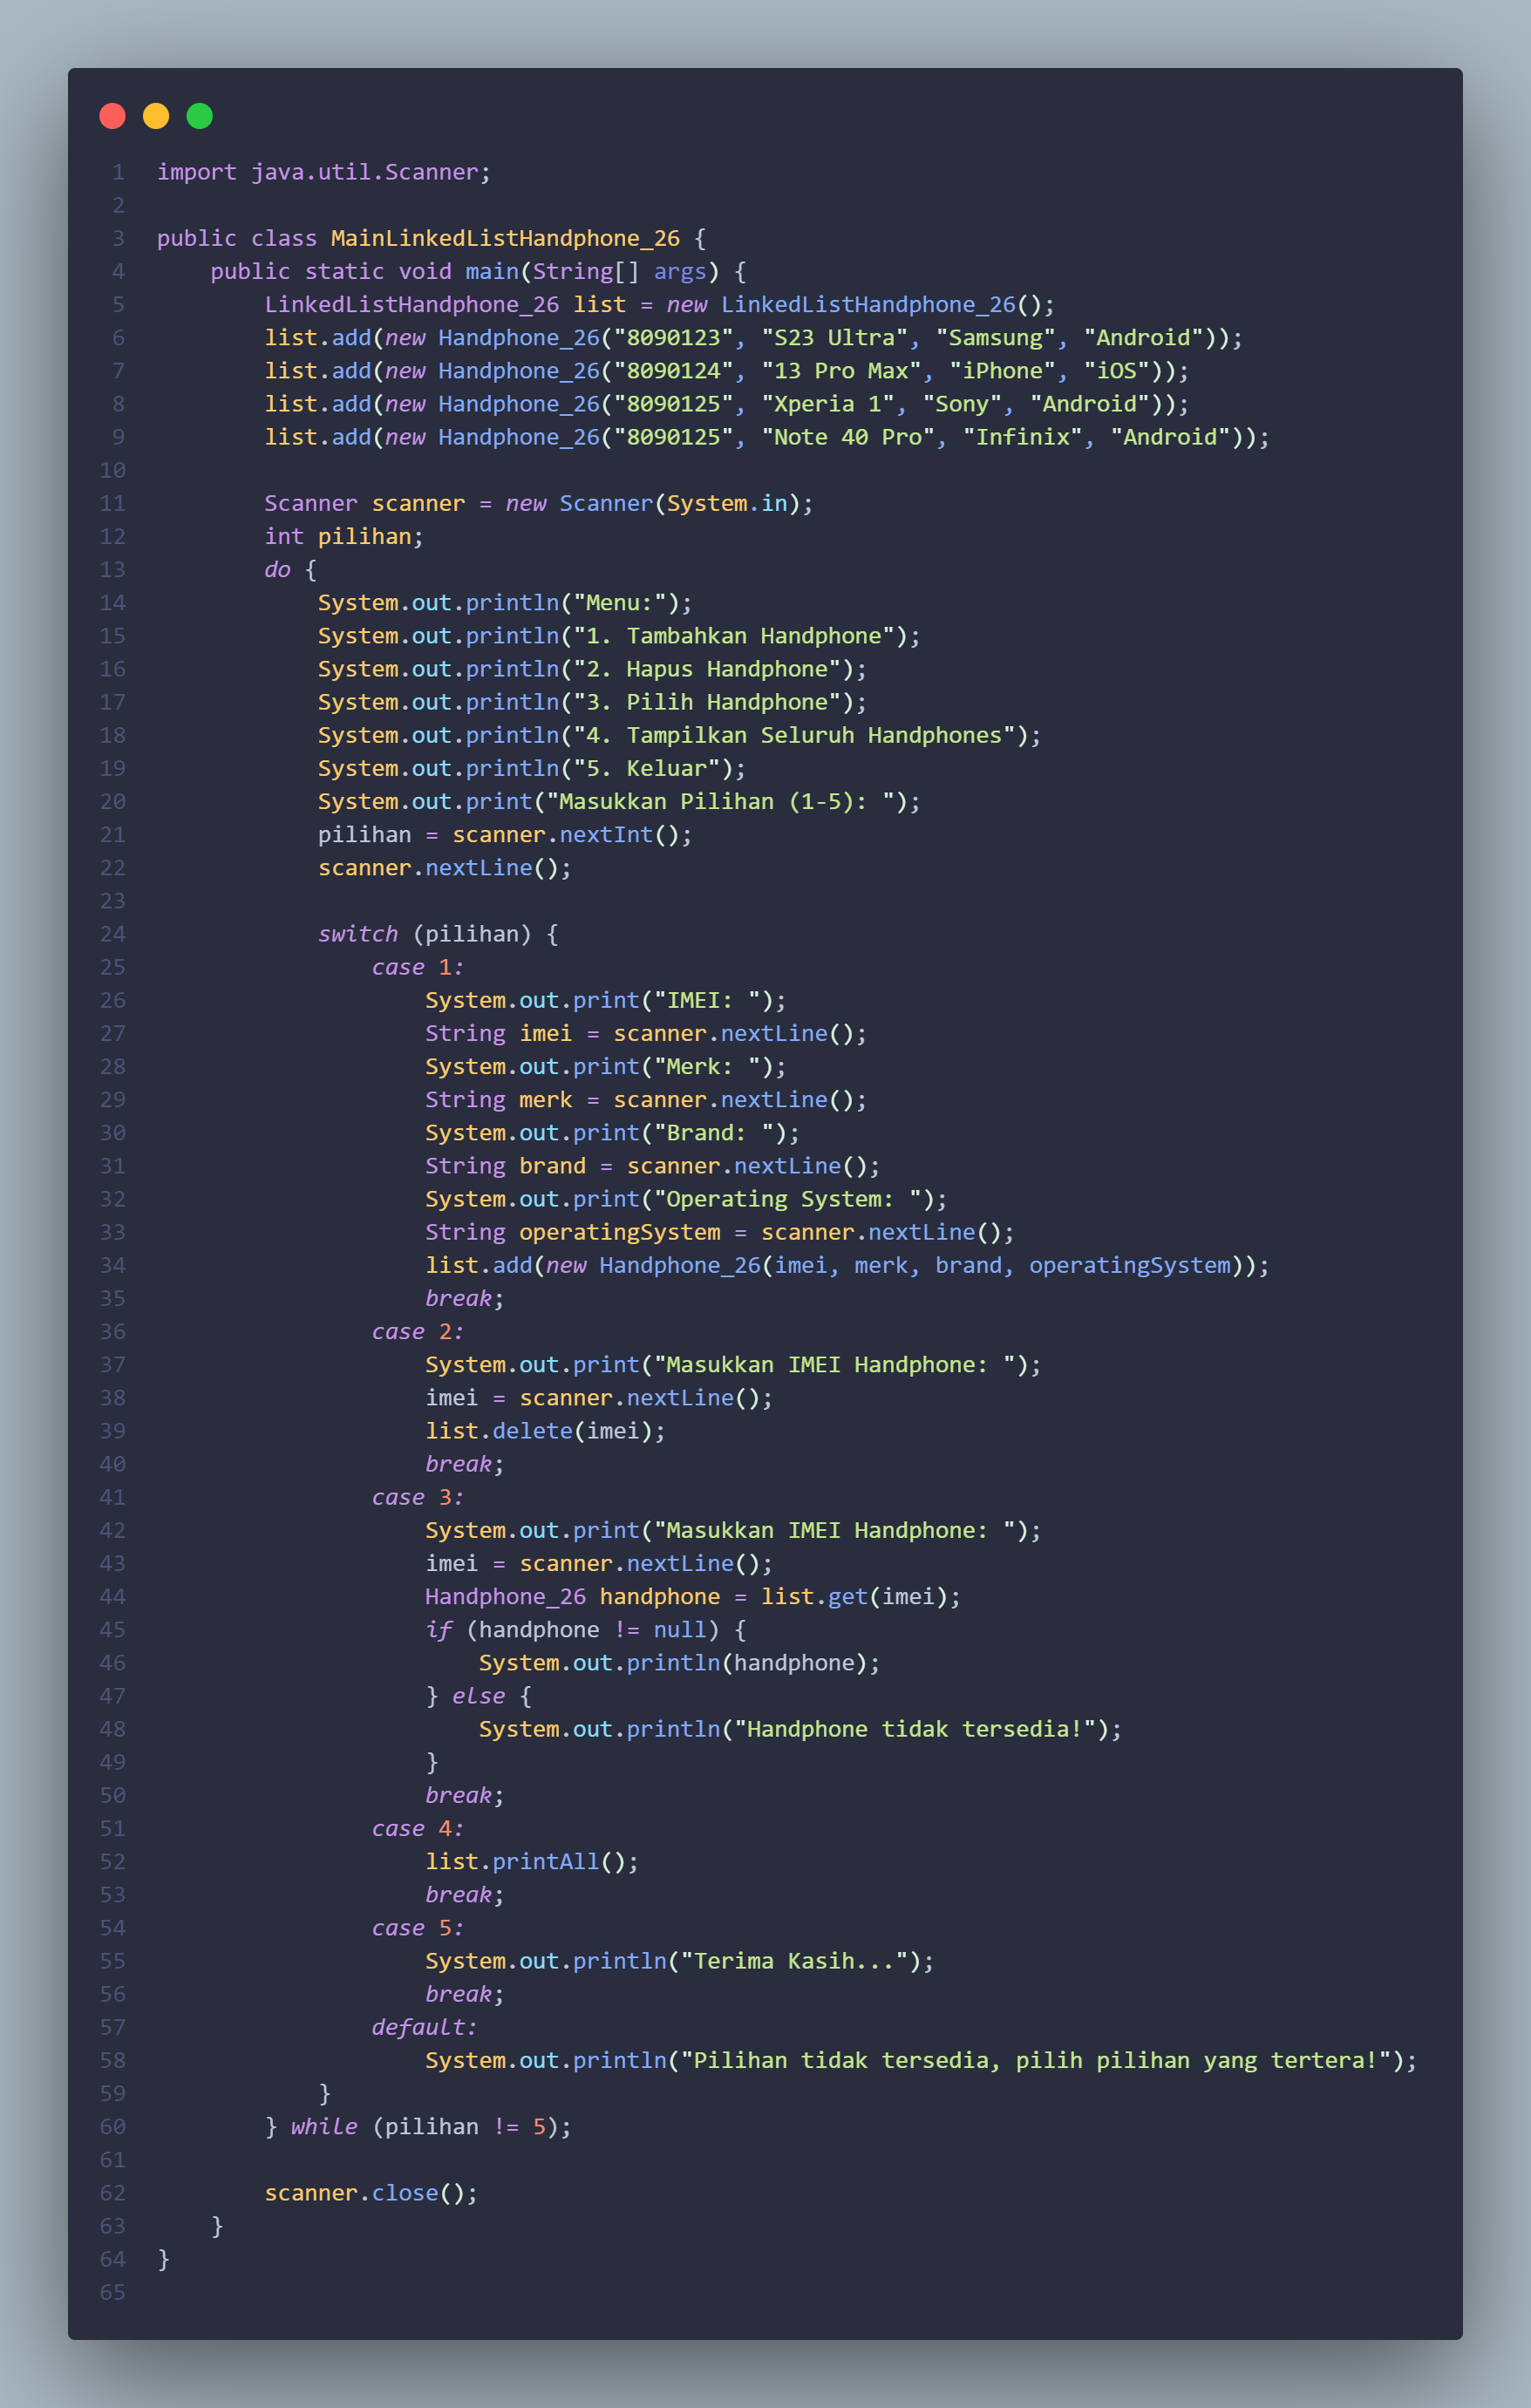 1 import java.util.Scanner;
2
3 public class MainLinkedListHandphone_26 {
4     public static void main(String[] args) {
5         LinkedListHandphone_26 list = new LinkedListHandphone_26();
6         list.add(new Handphone_26("8090123", "S23 Ultra", "Samsung", "Android"));
7         list.add(new Handphone_26("8090124", "13 Pro Max", "iPhone", "iOS"));
8         list.add(new Handphone_26("8090125", "Xperia 1", "Sony", "Android"));
9         list.add(new Handphone_26("8090125", "Note 40 Pro", "Infinix", "Android"));
10
11         Scanner scanner = new Scanner(System.in);
12         int pilihan;
13         do {
14             System.out.println("Menu:");
15             System.out.println("1. Tambahkan Handphone");
16             System.out.println("2. Hapus Handphone");
17             System.out.println("3. Pilih Handphone");
18             System.out.println("4. Tampilkan Seluruh Handphones");
19             System.out.println("5. Keluar");
20             System.out.print("Masukkan Pilihan (1-5): ");
21             pilihan = scanner.nextInt();
22             scanner.nextLine();
23
24             switch (pilihan) {
25                 case 1:
26                     System.out.print("IMEI: ");
27                     String imei = scanner.nextLine();
28                     System.out.print("Merk: ");
29                     String merk = scanner.nextLine();
30                     System.out.print("Brand: ");
31                     String brand = scanner.nextLine();
32                     System.out.print("Operating System: ");
33                     String operatingSystem = scanner.nextLine();
34                     list.add(new Handphone_26(imei, merk, brand, operatingSystem));
35                     break;
36                 case 2:
37                     System.out.print("Masukkan IMEI Handphone: ");
38                     imei = scanner.nextLine();
39                     list.delete(imei);
40                     break;
41                 case 3:
42                     System.out.print("Masukkan IMEI Handphone: ");
43                     imei = scanner.nextLine();
44                     Handphone_26 handphone = list.get(imei);
45                     if (handphone != null) {
46                         System.out.println(handphone);
47                     } else {
48                         System.out.println("Handphone tidak tersedia!");
49                     }
50                     break;
51                 case 4:
52                     list.printAll();
53                     break;
54                 case 5:
55                     System.out.println("Terima Kasih...");
56                     break;
57                 default:
58                     System.out.println("Pilihan tidak tersedia, pilih pilihan yang tertera!");
59             }
60         } while (pilihan != 5);
61
62         scanner.close();
63     }
64 }
65